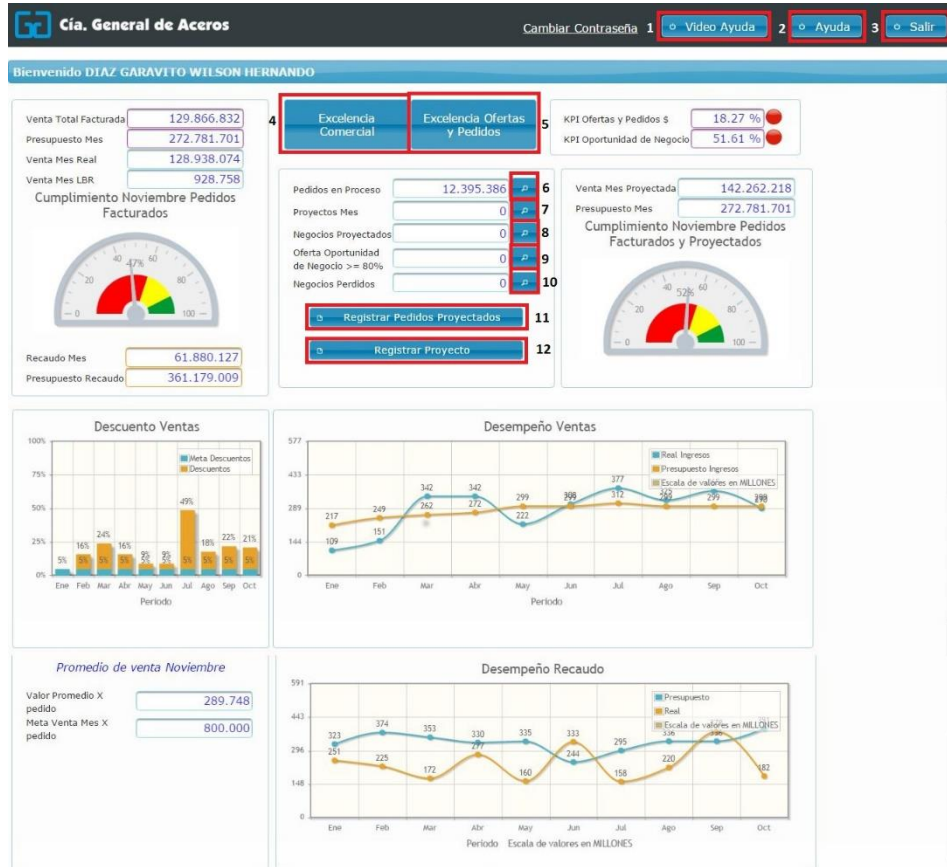 Cía. General de Aceros
Cambiar Contraseña 1 Video Ayuda 2 Ayuda 3 Salir
Bienvenido DIAZ GARAVITO WILSON HERNANDO
Venta Total Facturada 129.866.832
Presupuesto Mes 272.781.701
Venta Mes Real 128.938.074
Venta Mes LBR 928.758
Cumplimiento Noviembre Pedidos
Facturados
0 20 40 47% 60 80 100
Recaudo Mes 61.880.127
Presupuesto Recaudo 361.179.009
4 Excelencia
Comercial
Excelencia Ofertas
y Pedidos 5
KPI Ofertas y Pedidos $ 18.27 %
KPI Oportunidad de Negocio 51.61 %
Pedidos en Proceso 12.395.386 6
Proyectos Mes 0 7
Negocios Proyectados 0 8
Oferta Oportunidad
de Negocio >= 80% 0 9
Negocios Perdidos 0 10
Registrar Pedidos Proyectados 11
Registrar Proyecto 12
Venta Mes Proyectada 142.262.218
Presupuesto Mes 272.781.701
Cumplimiento Noviembre Pedidos
Facturados y Proyectados
0 20 40 52% 60 80 100
Descuento Ventas
Meta Descuentos
Descuentos
100%
75%
50%
25%
0%
5% 16% 24% 16% 9% 9% 49% 18% 22% 21%
5% 5% 5% 5% 5% 5% 5%
Ene Feb Mar Abr May Jun Jul Ago Sep Oct
Periodo
Desempeño Ventas
Real Ingresos
Presupuesto Ingresos
Escala de valores en MILLONES
577
433
289
144
0
109 151 342 342 222 377
217 249 262 272 299 299 312 299
Ene Feb Mar Abr May Jun Jul Ago Sep Oct
Periodo
Promedio de venta Noviembre
Valor Promedio X
pedido 289.748
Meta Venta Mes X
pedido 800.000
Desempeño Recaudo
Presupuesto
Real
Escala de valores en MILLONES
591
443
296
148
0
323 374 353 330 335 244 295 336 336
251 225 172 277 160 333 158 220 182
Ene Feb Mar Abr May Jun Jul Ago Sep Oct
Periodo Escala de valores en MILLONES